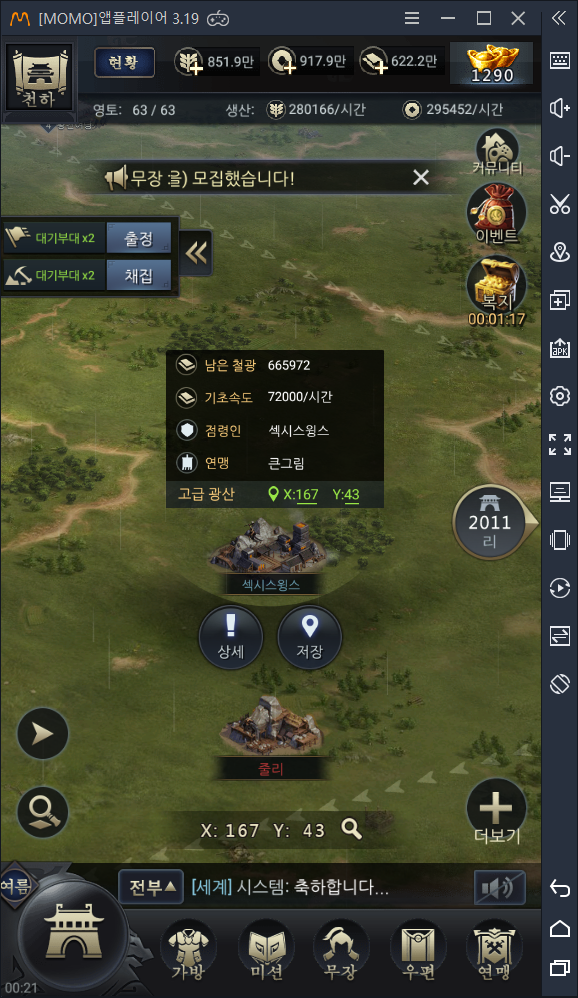 [MOMO]앱플레이어 3.19
천하
현황
851.9만
917.9만
622.2만
1290
영토: 63 / 63
생산: 280166/시간
295452/시간
무장 을) 모집했습니다!
커뮤니티
대기부대 x2
출정
이벤트
대기부대 x2
채집
복지
00:01:17
남은 철광 665972
기초속도 72000/시간
점령인 섹시스윙스
연맹 큰그림
고급 광산 X:167 Y:43
2011
리
섹시스윙스
상세
저장
줄리
X: 167 Y: 43
더보기
여름
전부
[세계] 시스템: 축하합니다...
가방
미션
무장
우편
연맹
00:21
APK